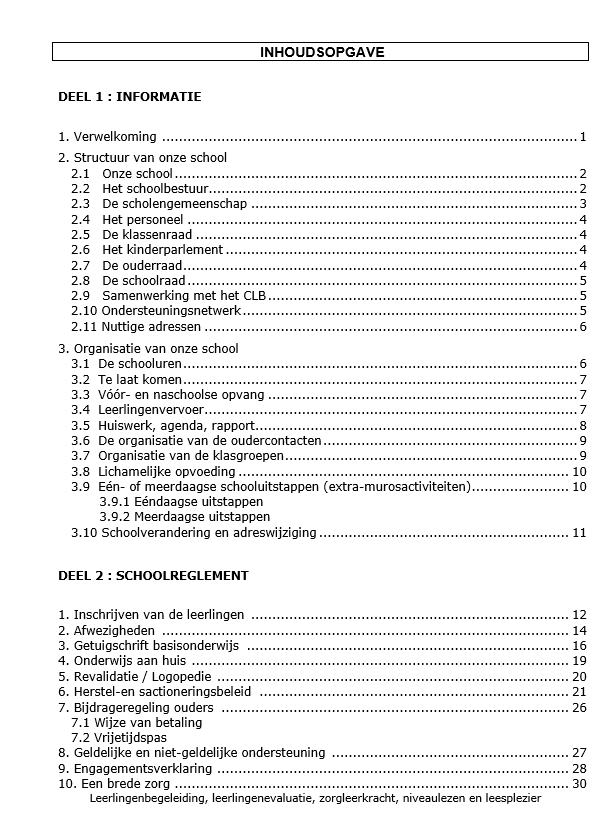 INHOUDSOPGAVE
DEEL 1 : INFORMATIE
1. Verwelkoming ................................................................ 1
2. Structuur van onze school
2.1 Onze school ................................................................ 2
2.2 Het schoolbestuur................................................................ 2
2.3 De scholengemeenschap ................................................................ 3
2.4 Het personeel ................................................................ 4
2.5 De klassenraad ................................................................ 4
2.6 Het kinderparlement ................................................................ 4
2.7 De ouderraad................................................................ 4
2.8 De schoolraad ................................................................ 5
2.9 Samenwerking met het CLB ................................................................ 5
2.10 Ondersteuningsnetwerk................................................................ 5
2.11 Nuttige adressen ................................................................ 6
3. Organisatie van onze school
3.1 De schooluren................................................................ 6
3.2 Te laat komen................................................................ 7
3.3 Vóór- en naschoolse opvang ................................................................ 7
3.4 Leerlingenvervoer................................................................ 7
3.5 Huiswerk, agenda, rapport................................................................ 8
3.6 De organisatie van de oudercontacten................................................................ 9
3.7 Organisatie van de klasgroepen................................................................ 9
3.8 Lichamelijke opvoeding ................................................................ 10
3.9 Eén- of meerdaagse schooluitstappen (extra-murosactiviteiten)....................... 10
3.9.1 Eéndaagse uitstappen
3.9.2 Meerdaagse uitstappen
3.10 Schoolverandering en adreswijziging ................................................................ 11
DEEL 2 : SCHOOLREGLEMENT
1. Inschrijven van de leerlingen ................................................................ 12
2. Afwezigheden ................................................................ 14
3. Getuigschrift basisonderwijs ................................................................ 16
4. Onderwijs aan huis ................................................................ 19
5. Revalidatie / Logopedie ................................................................ 20
6. Herstel-en sactioneringsbeleid ................................................................ 21
7. Bijdrageregeling ouders ................................................................ 26
7.1 Wijze van betaling
7.2 Vrijetijdspas
8. Geldelijke en niet-geldelijke ondersteuning ................................................................ 27
9. Engagementsverklaring ................................................................ 28
10. Een brede zorg ................................................................ 30
Leerlingenbegeleiding, leerlingenevaluatie, zorgleerkracht, niveaulezen en leesplezier